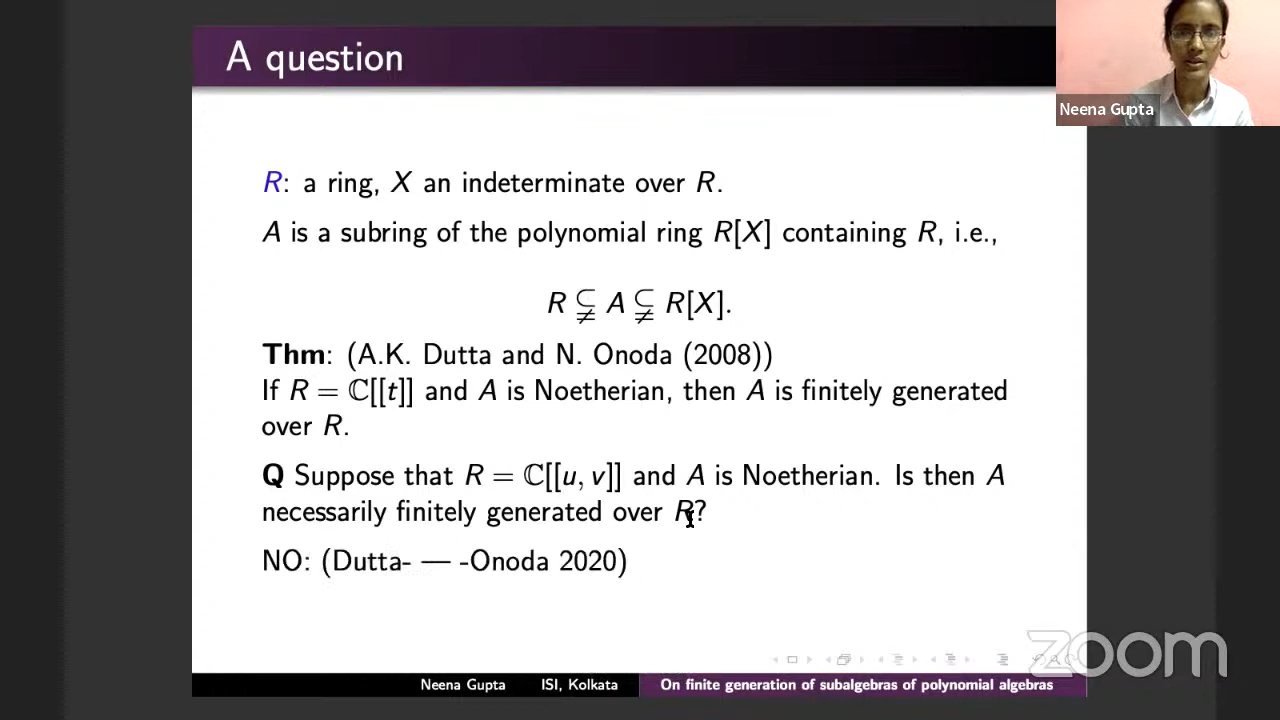 A question
Neena Gupta
R: a ring, X an indeterminate over R.
A is a subring of the polynomial ring R[X] containing R, i.e.,
R ⊊ A ⊊ R[X].
Thm: (A.K. Dutta and N. Onoda (2008))
If R = ℂ[[t]] and A is Noetherian, then A is finitely generated
over R.
Q Suppose that R = ℂ[[u, v]] and A is Noetherian. Is then A
necessarily finitely generated over R?
NO: (Dutta- — -Onoda 2020)
zoom
Neena Gupta ISI, Kolkata On finite generation of subalgebras of polynomial algebras